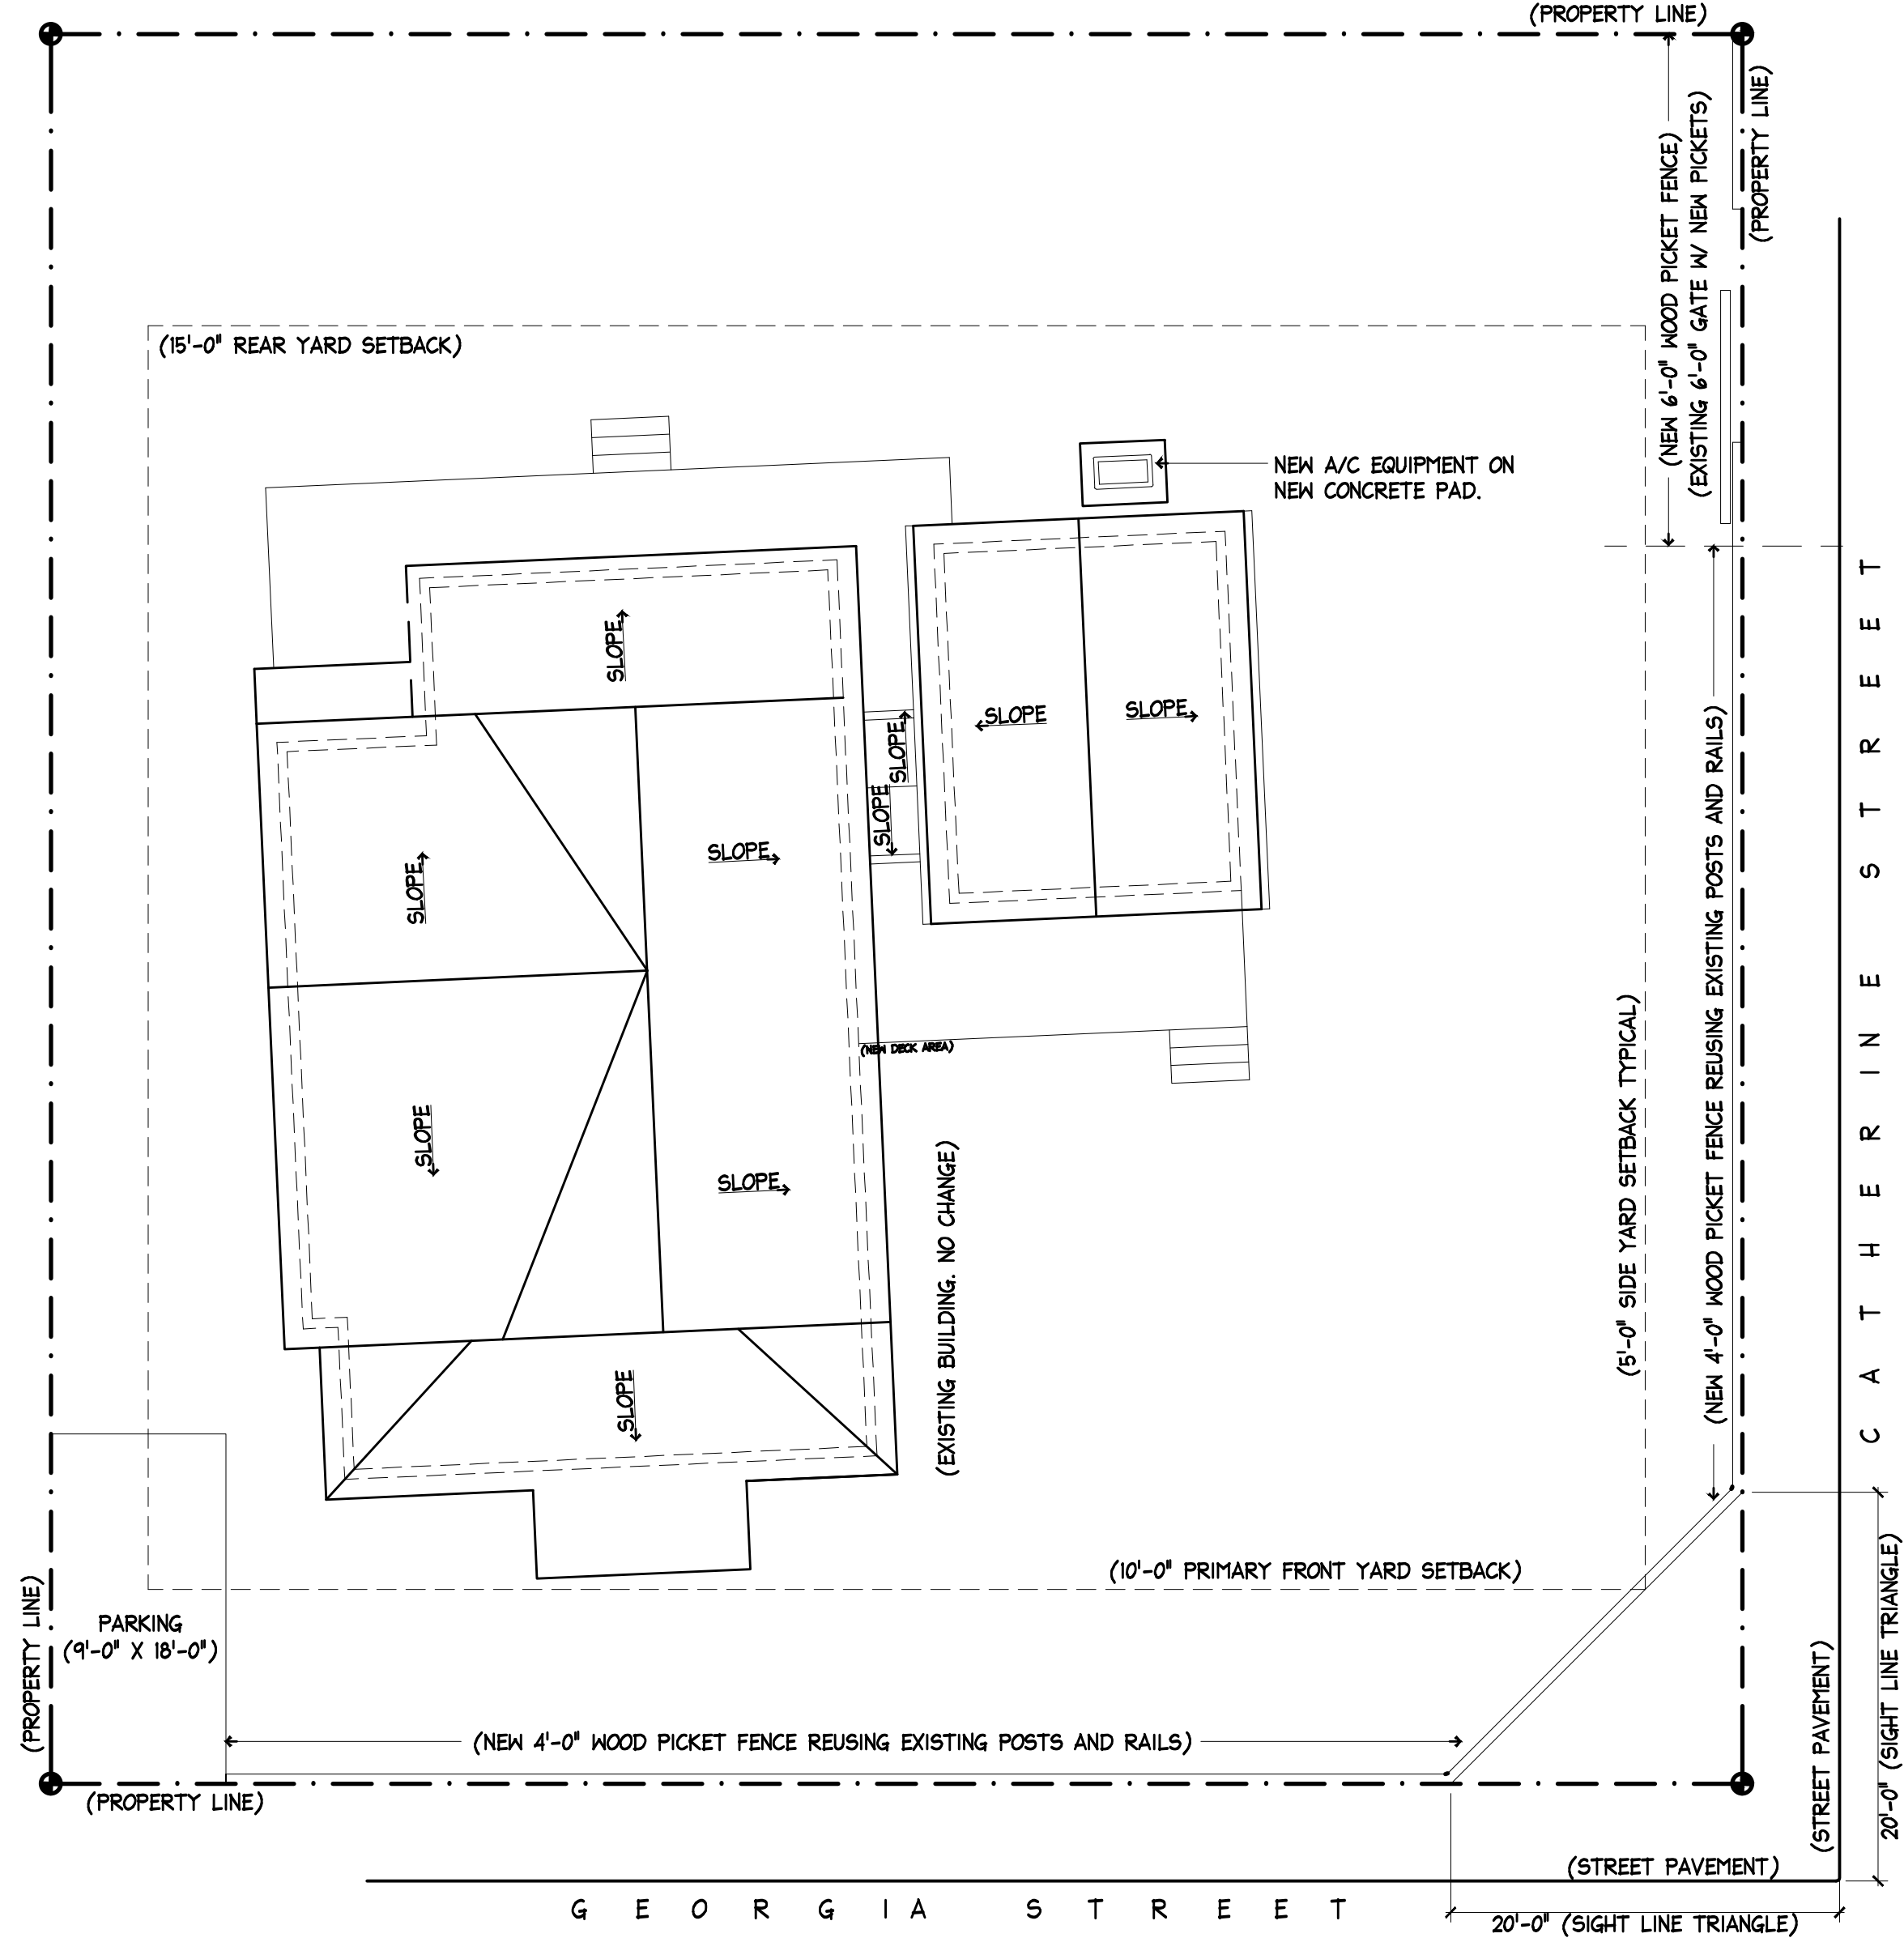 (PROPERTY LINE)
(PROPERTY LINE)
(NEW 6'-0" WOOD PICKET FENCE)
(EXISTING 6'-0" GATE W/ NEW PICKETS)
(15'-0" REAR YARD SETBACK)
NEW A/C EQUIPMENT ON
NEW CONCRETE PAD.
SLOPE
SLOPE
SLOPE
SLOPE
SLOPE
SLOPE
SLOPE
SLOPE
SLOPE
SLOPE
(NEW DECK AREA)
(EXISTING BUILDING. NO CHANGE)
(5'-0" SIDE YARD SETBACK TYPICAL)
(NEW 4'-0" WOOD PICKET FENCE REUSING EXISTING POSTS AND RAILS)
CATHERINE STREET
(10'-0" PRIMARY FRONT YARD SETBACK)
(PROPERTY LINE)
PARKING
(9'-0" X 18'-0")
(NEW 4'-0" WOOD PICKET FENCE REUSING EXISTING POSTS AND RAILS)
(PROPERTY LINE)
(STREET PAVEMENT)
20'-0" (SIGHT LINE TRIANGLE)
(STREET PAVEMENT)
GEORGIA STREET
20'-0" (SIGHT LINE TRIANGLE)